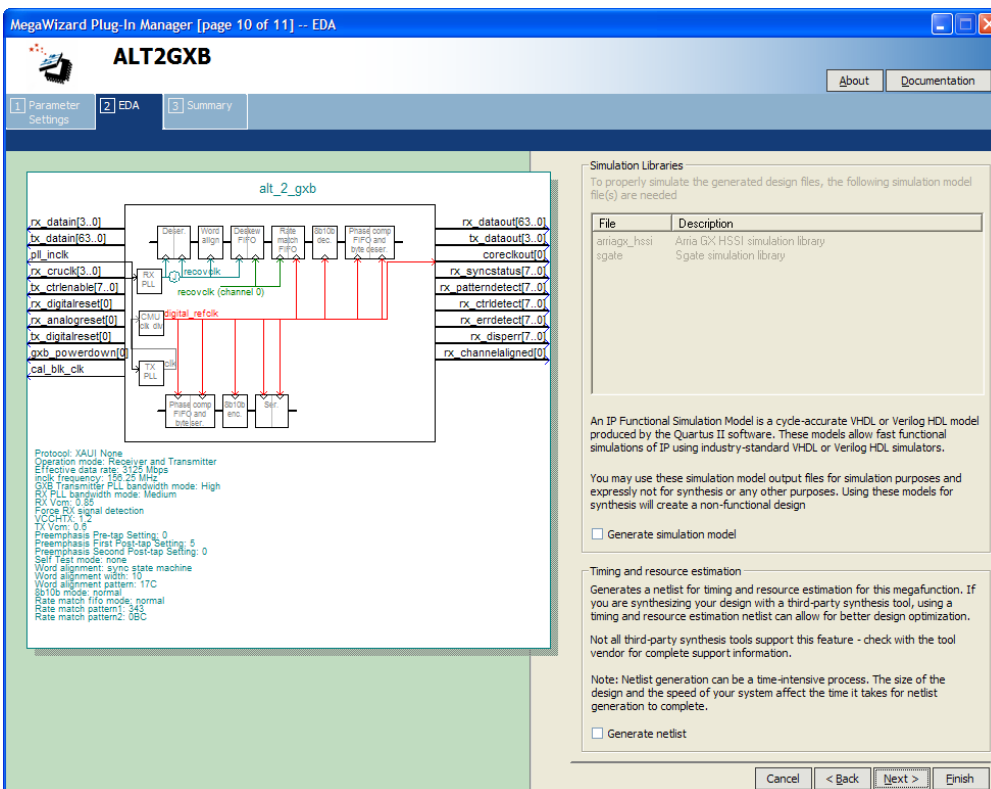 MegaWizard Plug-In Manager [page 10 of 11] -- EDA
ALT2GXB
About
Documentation
1 Parameter Settings
2 EDA
3 Summary
alt_2_gxb
rx_datain[3..0]
tx_datain[63..0]
pll_inclk
rx_cruclk[3..0]
tx_ctrlenable[7..0]
rx_digitalreset[0]
rx_analogreset[0]
tx_digitalreset[0]
gxb_powerdown[0]
cal_blk_clk
Deser.
Word align
Deskew FIFO
Rate match FIFO
8b10b dec.
Phase comp FIFO and byte deser.
RX PLL
recovclk
recovclk (channel 0)
CMU clk div
digital_refclk
TX PLL
clk
Phase comp FIFO and byte ser.
8b10b enc.
Ser.
rx_dataout[63..0]
tx_dataout[3..0]
coreclkout[0]
rx_syncstatus[7..0]
rx_patterndetect[7..0]
rx_ctrldetect[7..0]
rx_errdetect[7..0]
rx_disperr[7..0]
rx_channelaligned[0]
Protocol: XAUI None
Operation mode: Receiver and Transmitter
Effective data rate: 3125 Mbps
inclk frequency: 156.25 MHz
GXB Transmitter PLL bandwidth mode: High
RX PLL bandwidth mode: Medium
RX Vcm: 0.85
Force RX signal detection
VCCHTX: 1.2
TX Vcm: 0.6
Preemphasis Pre-tap Setting: 0
Preemphasis First Post-tap Setting: 5
Preemphasis Second Post-tap Setting: 0
Self Test mode: none
Word alignment: sync state machine
Word alignment width: 10
Word alignment pattern: 17C
8b10b mode: normal
Rate match fifo mode: normal
Rate match pattern1: 343
Rate match pattern2: 0BC
Simulation Libraries
To properly simulate the generated design files, the following simulation model
file(s) are needed
File Description
arriagx_hssi Arria GX HSSI simulation library
sgate Sgate simulation library
An IP Functional Simulation Model is a cycle-accurate VHDL or Verilog HDL model
produced by the Quartus II software. These models allow fast functional
simulations of IP using industry-standard VHDL or Verilog HDL simulators.
You may use these simulation model output files for simulation purposes and
expressly not for synthesis or any other purposes. Using these models for
synthesis will create a non-functional design
Generate simulation model
Timing and resource estimation
Generates a netlist for timing and resource estimation for this megafunction. If
you are synthesizing your design with a third-party synthesis tool, using a
timing and resource estimation netlist can allow for better design optimization.
Not all third-party synthesis tools support this feature - check with the tool
vendor for complete support information.
Note: Netlist generation can be a time-intensive process. The size of the
design and the speed of your system affect the time it takes for netlist
generation to complete.
Generate netlist
Cancel
< Back
Next >
Finish